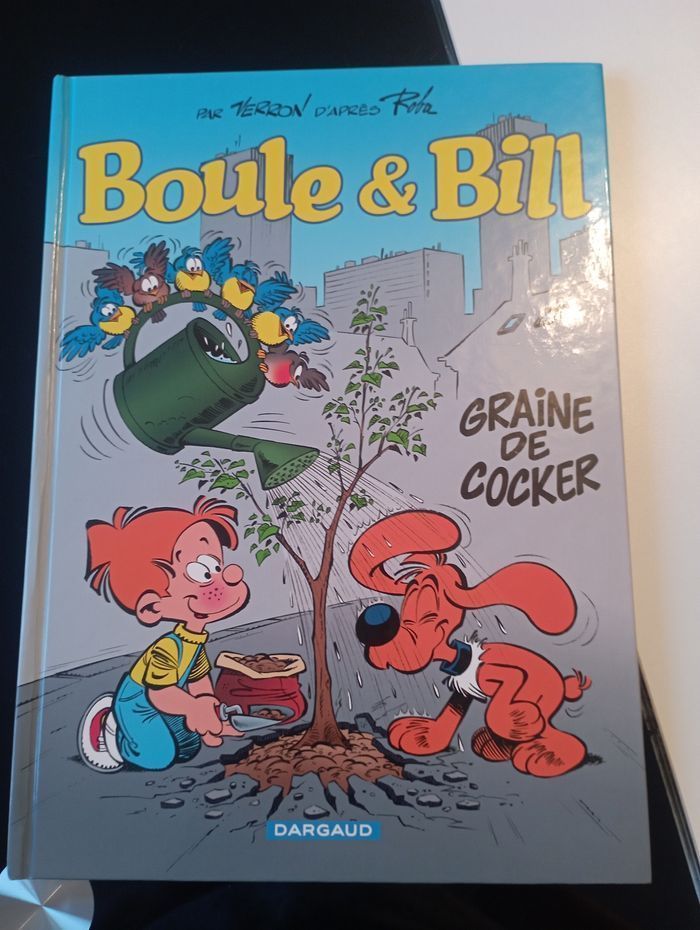 PAR VERRON D'APRÈS Roba
Boule & Bill
GRAiNE
DE
COCKER
DARGAUD